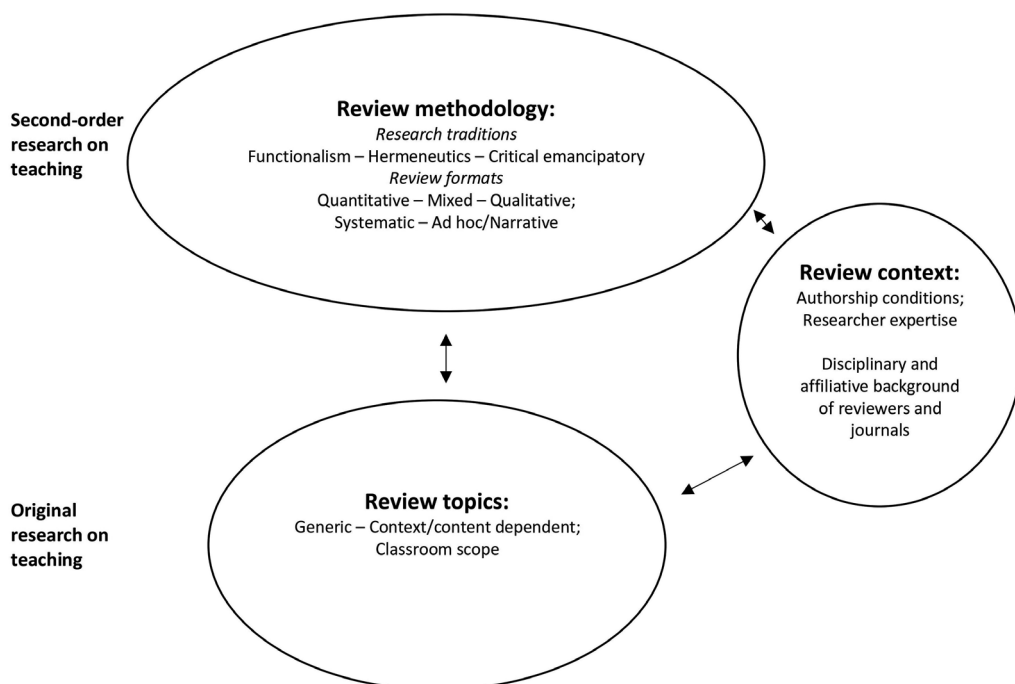 Second-order
research on
teaching
Review methodology:
Research traditions
Functionalism – Hermeneutics – Critical emancipatory
Review formats
Quantitative – Mixed – Qualitative;
Systematic – Ad hoc/Narrative
Review context:
Authorship conditions;
Researcher expertise
Disciplinary and
affiliative background
of reviewers and
journals
Original
research on
teaching
Review topics:
Generic – Context/content dependent;
Classroom scope